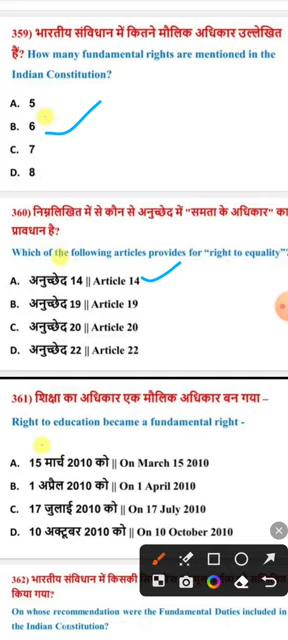 359) भारतीय संविधान में कितने मौलिक अधिकार उल्लेखित
हैं? How many fundamental rights are mentioned in the
Indian Constitution?
A. 5
B. 6
C. 7
D. 8
360) निम्नलिखित में से कौन से अनुच्छेद में "समता के अधिकार" का
प्रावधान है?
Which of the following articles provides for "right to equality"?
A. अनुच्छेद 14 || Article 14
B. अनुच्छेद 19 || Article 19
C. अनुच्छेद 20 || Article 20
D. अनुच्छेद 22 || Article 22
361) शिक्षा का अधिकार एक मौलिक अधिकार बन गया –
Right to education became a fundamental right -
A. 15 मार्च 2010 को || On March 15 2010
B. 1 अप्रैल 2010 को || On 1 April 2010
C. 17 जुलाई 2010 को || On 17 July 2010
D. 10 अक्टूबर 2010 को || On 10 October 2010
362) भारतीय संविधान में किसकी
किया गया?
On whose recommendation were the Fundamental Duties included in
the Indian Constitution?